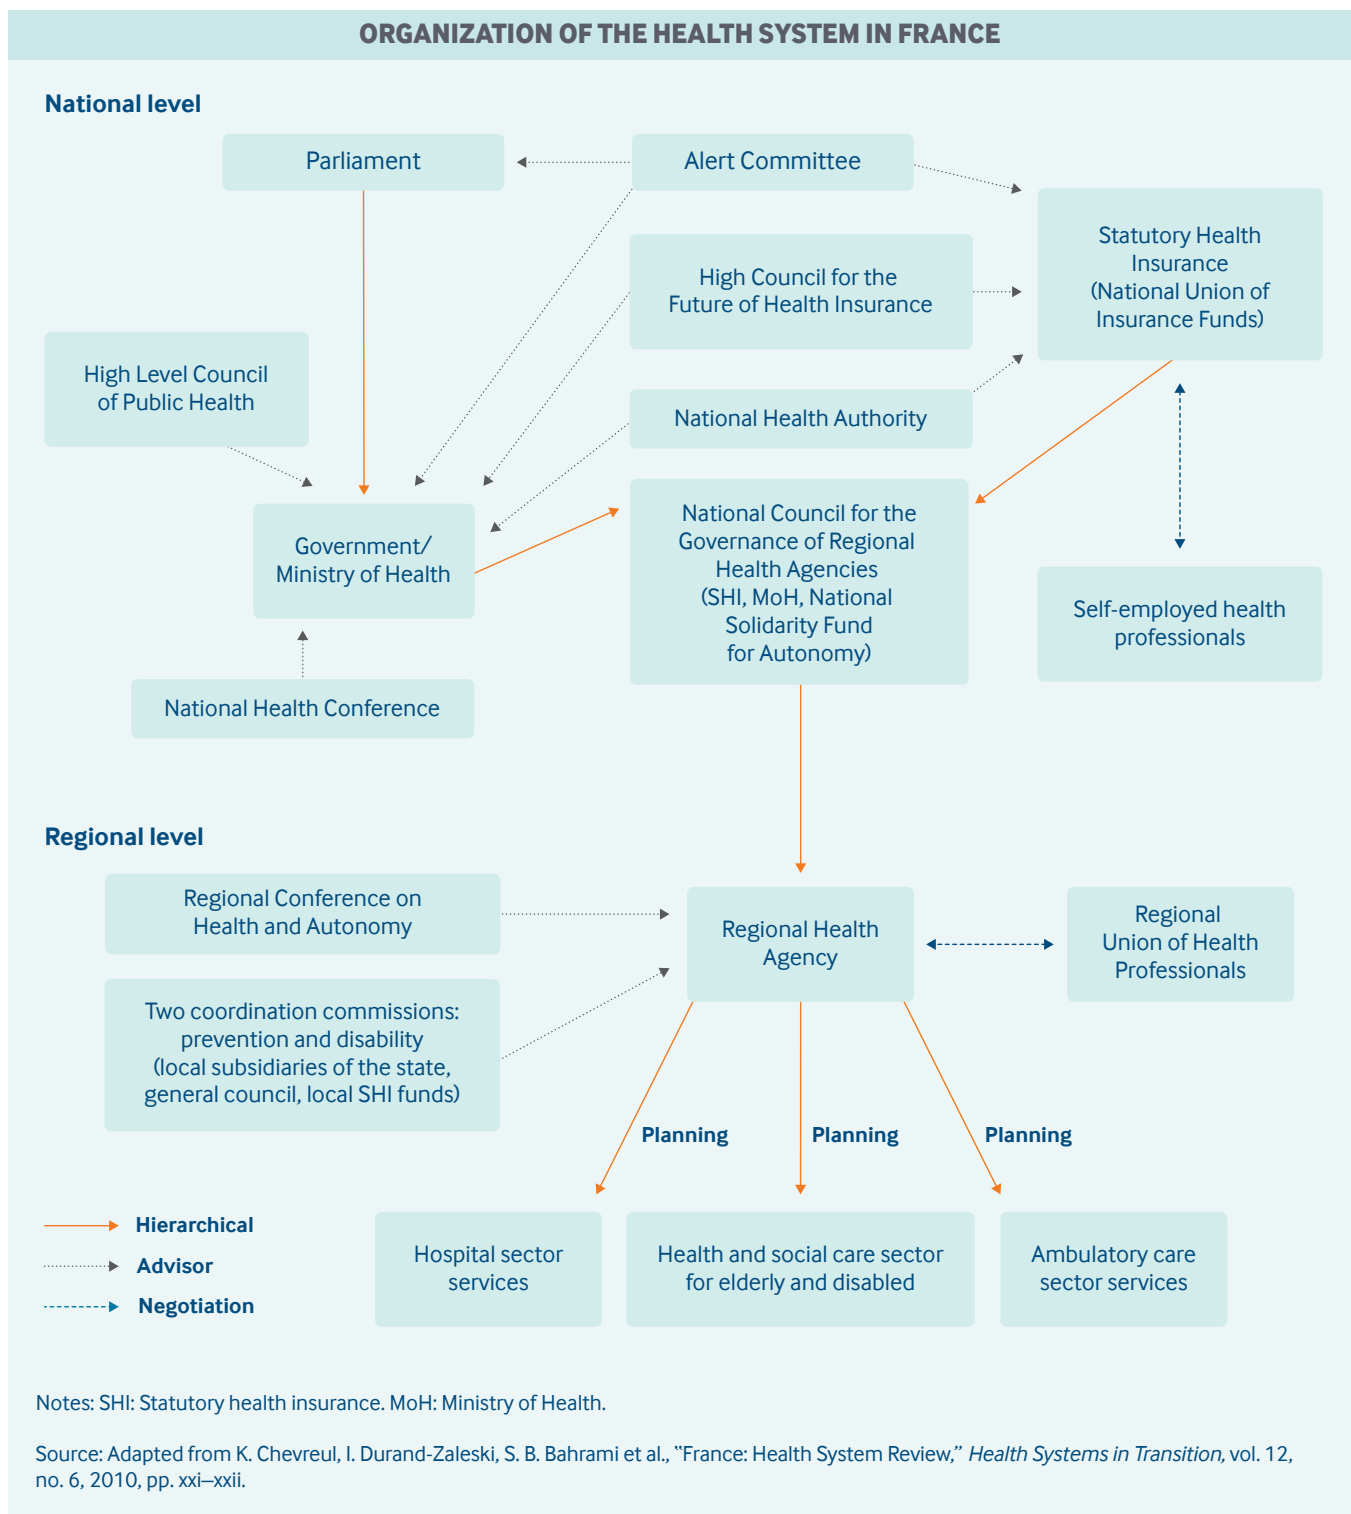 ORGANIZATION OF THE HEALTH SYSTEM IN FRANCE
National level
Parliament
Alert Committee
Statutory Health
Insurance
(National Union of
Insurance Funds)
High Council for the
Future of Health Insurance
High Level Council
of Public Health
National Health Authority
Government/
Ministry of Health
National Council for the
Governance of Regional
Health Agencies
(SHI, MoH, National
Solidarity Fund
for Autonomy)
Self-employed health
professionals
National Health Conference
Regional level
Regional Conference on
Health and Autonomy
Regional Health
Agency
Regional
Union of Health
Professionals
Two coordination commissions:
prevention and disability
(local subsidiaries of the state,
general council, local SHI funds)
Planning
Planning
Planning
Hierarchical
Advisor
Negotiation
Hospital sector
services
Health and social care sector
for elderly and disabled
Ambulatory care
sector services
Notes: SHI: Statutory health insurance. MoH: Ministry of Health.
Source: Adapted from K. Chevreul, I. Durand-Zaleski, S. B. Bahrami et al., “France: Health System Review,” Health Systems in Transition, vol. 12,
no. 6, 2010, pp. xxi–xxii.